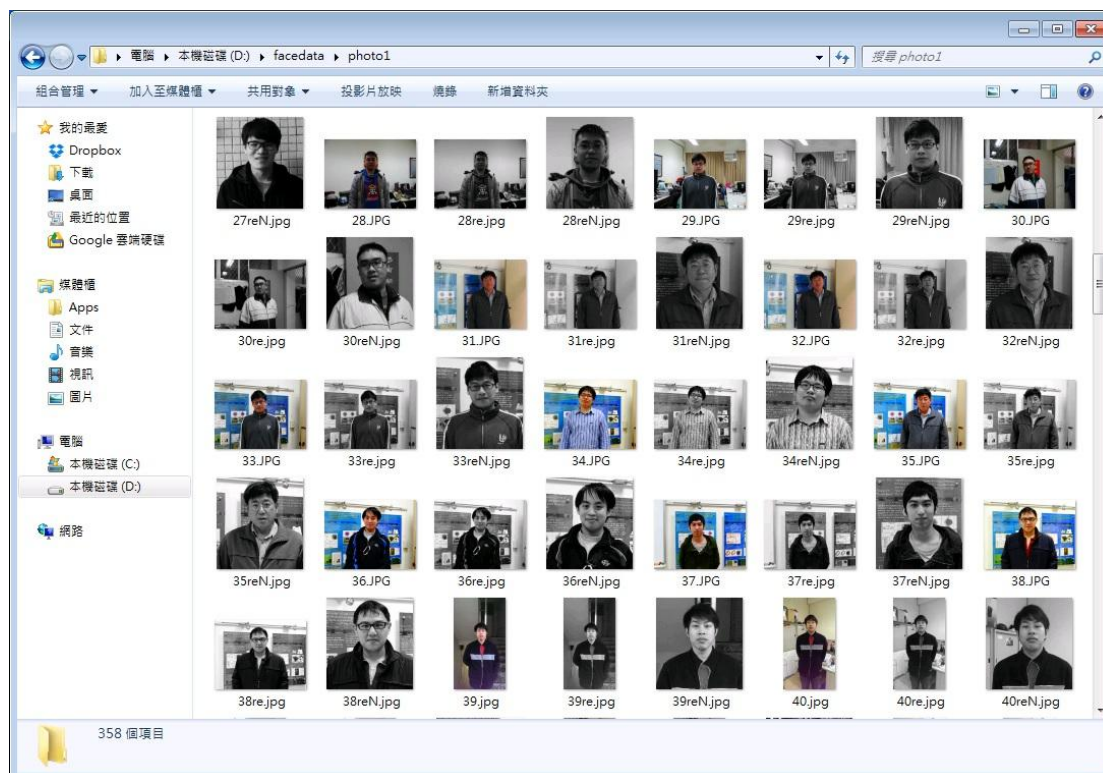 電腦 ▸ 本機磁碟 (D:) ▸ facedata ▸ photo1
搜尋 photo1
組合管理 加入至媒體櫃 共用對象 投影片放映 燒錄 新增資料夾
我的最愛
Dropbox
下載
桌面
最近的位置
Google 雲端硬碟
媒體櫃
Apps
文件
音樂
視訊
圖片
電腦
本機磁碟 (C:)
本機磁碟 (D:)
網路
27reN.jpg 28.JPG 28re.jpg 28reN.jpg 29.JPG 29re.jpg 29reN.jpg 30.JPG
30re.jpg 30reN.jpg 31.JPG 31re.jpg 31reN.jpg 32.JPG 32re.jpg 32reN.jpg
33.JPG 33re.jpg 33reN.jpg 34.JPG 34re.jpg 34reN.jpg 35.JPG 35re.jpg
35reN.jpg 36.JPG 36re.jpg 36reN.jpg 37.JPG 37re.jpg 37reN.jpg 38.JPG
38re.jpg 38reN.jpg 39.jpg 39re.jpg 39reN.jpg 40.jpg 40re.jpg 40reN.jpg
358 個項目